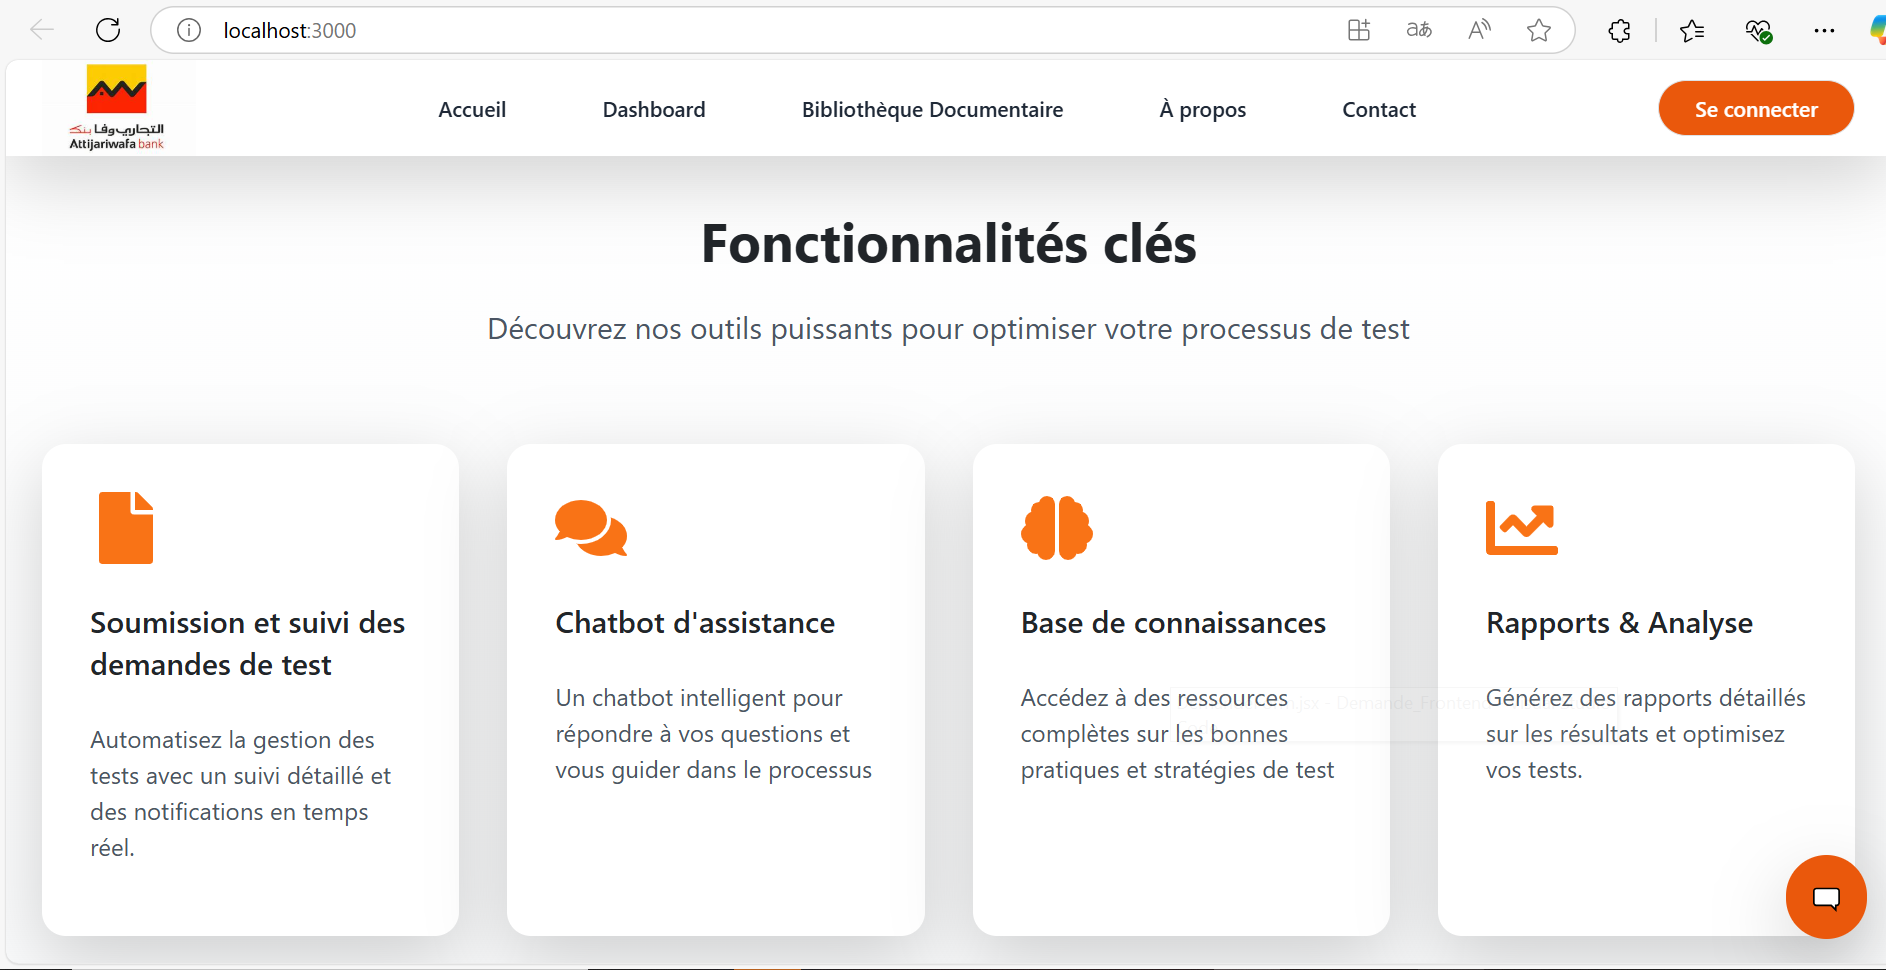 localhost:3000
التجاري وفا بنك
Attijariwafa bank
Accueil
Dashboard
Bibliothèque Documentaire
À propos
Contact
Se connecter
Fonctionnalités clés
Découvrez nos outils puissants pour optimiser votre processus de test
Soumission et suivi des
demandes de test
Automatisez la gestion des
tests avec un suivi détaillé et
des notifications en temps
réel.
Chatbot d'assistance
Un chatbot intelligent pour
répondre à vos questions et
vous guider dans le processus
Base de connaissances
Accédez à des ressources
complètes sur les bonnes
pratiques et stratégies de test
Rapports & Analyse
Générez des rapports détaillés
sur les résultats et optimisez
vos tests.
.jsx - Demande_Frontend